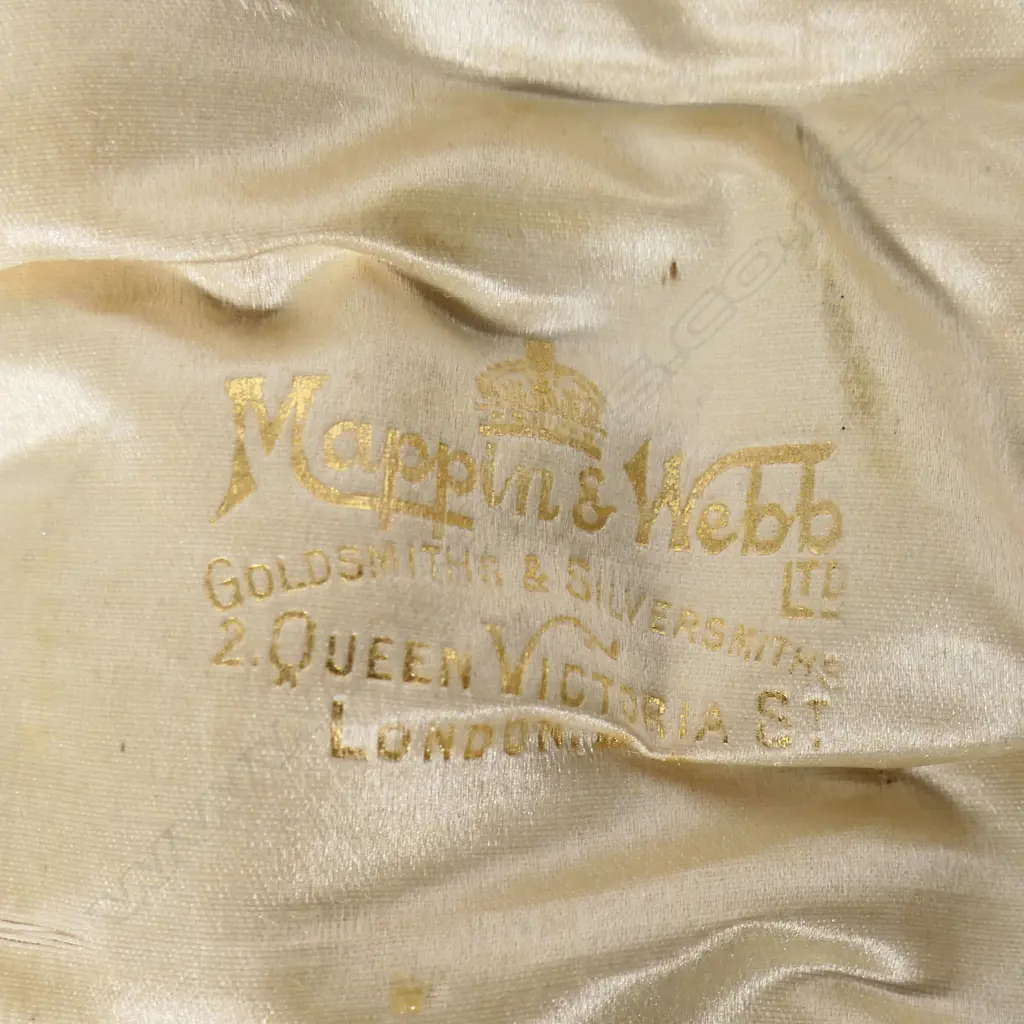 Mappin & Webb
LTD
GOLDSMITHS & SILVERSMITHS
2. QUEEN VICTORIA ST
LONDON.